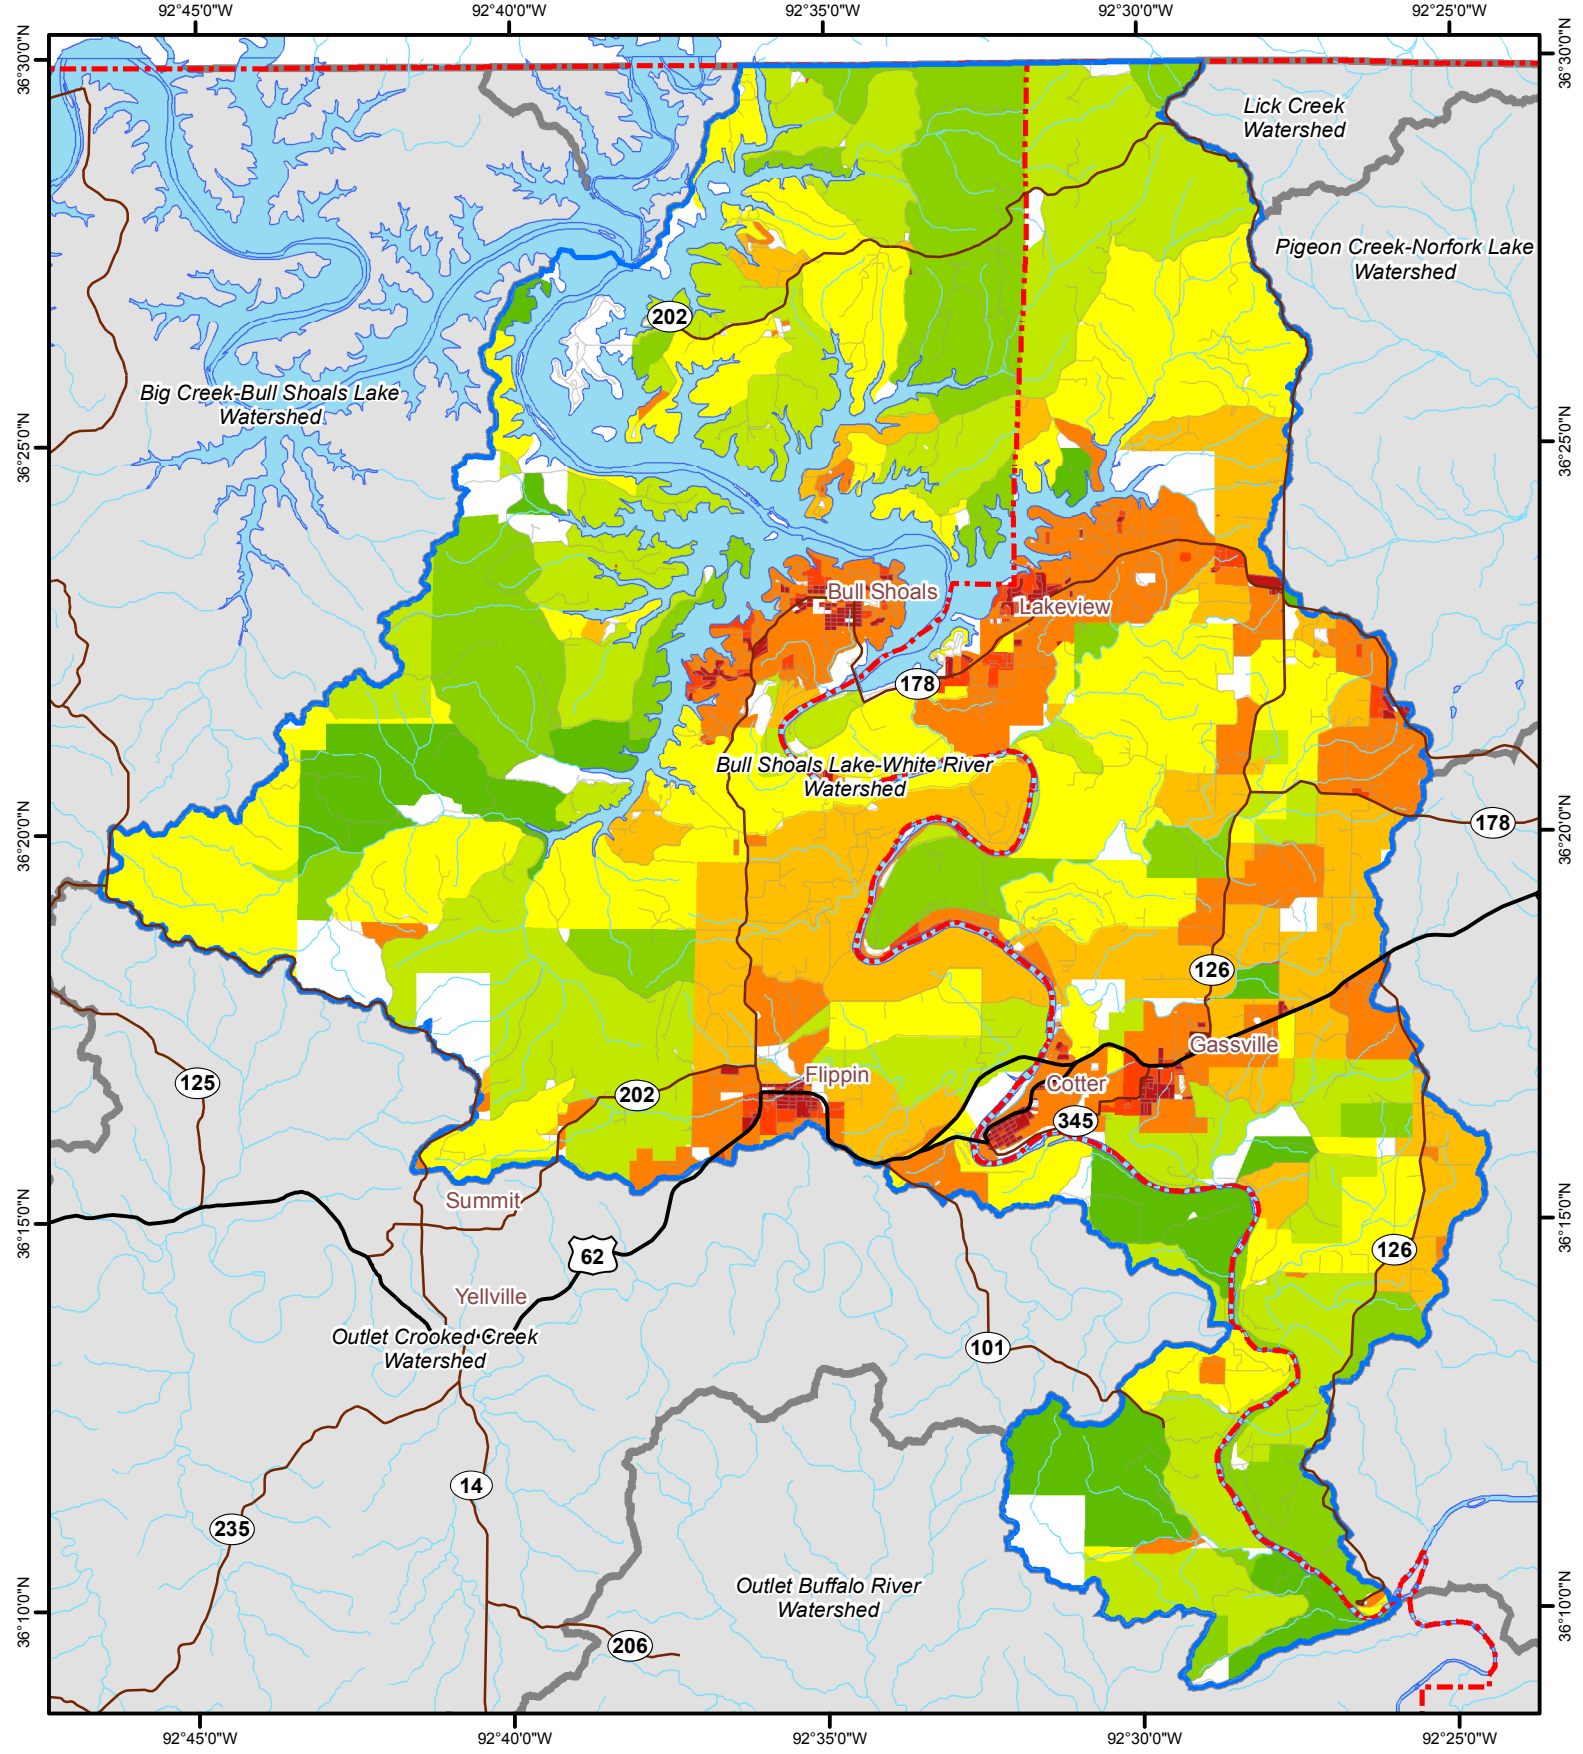 92°45'0"W
92°40'0"W
92°35'0"W
92°30'0"W
92°25'0"W
36°30'0"N
36°30'0"N
Lick Creek
Watershed
Pigeon Creek-Norfork Lake
Watershed
202
Big Creek-Bull Shoals Lake
Watershed
36°25'0"N
36°25'0"N
Bull Shoals
Lakeview
178
Bull Shoals Lake-White River
Watershed
36°20'0"N
36°20'0"N
178
126
Gassville
Flippin
Cotter
125
202
345
Summit
36°15'0"N
36°15'0"N
62
126
Yellville
Outlet Crooked Creek
Watershed
101
14
235
Outlet Buffalo River
Watershed
36°10'0"N
36°10'0"N
206
92°45'0"W
92°40'0"W
92°35'0"W
92°30'0"W
92°25'0"W